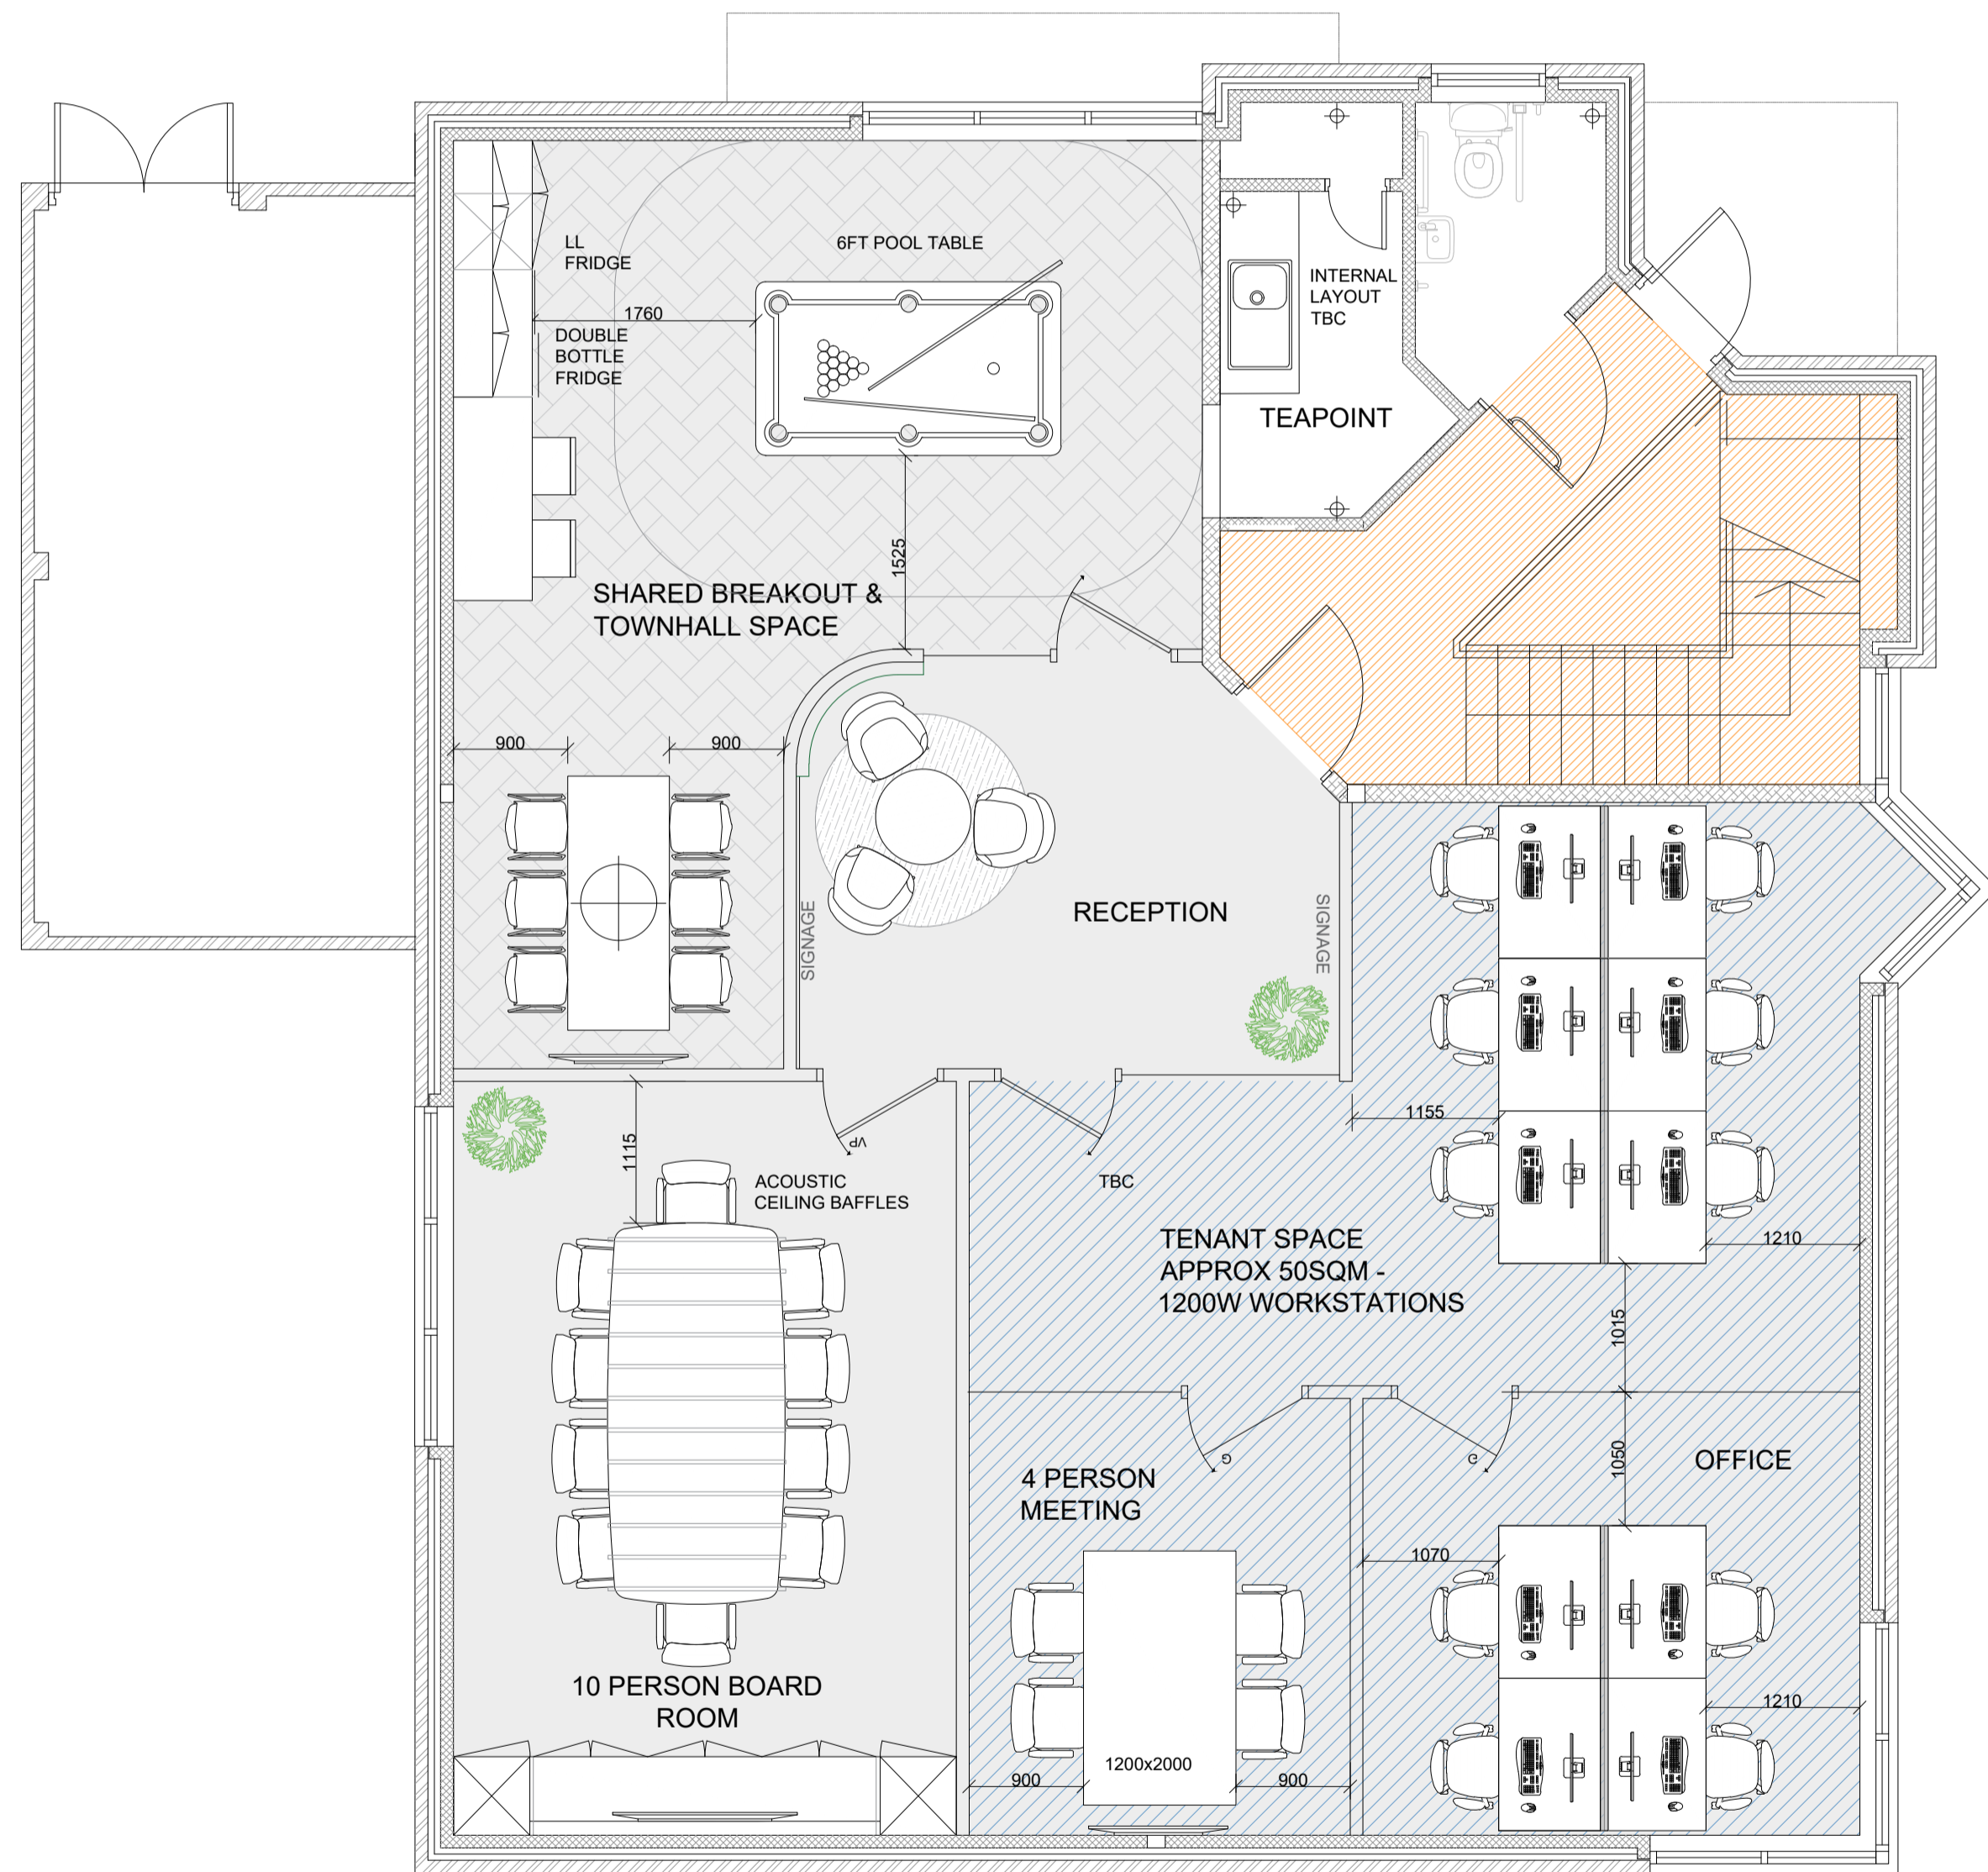 LL
FRIDGE
6FT POOL TABLE
INTERNAL
LAYOUT
TBC
1760
DOUBLE
BOTTLE
FRIDGE
TEAPOINT
1525
SHARED BREAKOUT &
TOWNHALL SPACE
900
900
SIGNAGE
RECEPTION
SIGNAGE
1155
1115
VP
ACOUSTIC
CEILING BAFFLES
TBC
TENANT SPACE
APPROX 50SQM -
1200W WORKSTATIONS
1210
1015
1050
G
G
OFFICE
4 PERSON
MEETING
1070
10 PERSON BOARD
ROOM
1210
1200x2000
900
900